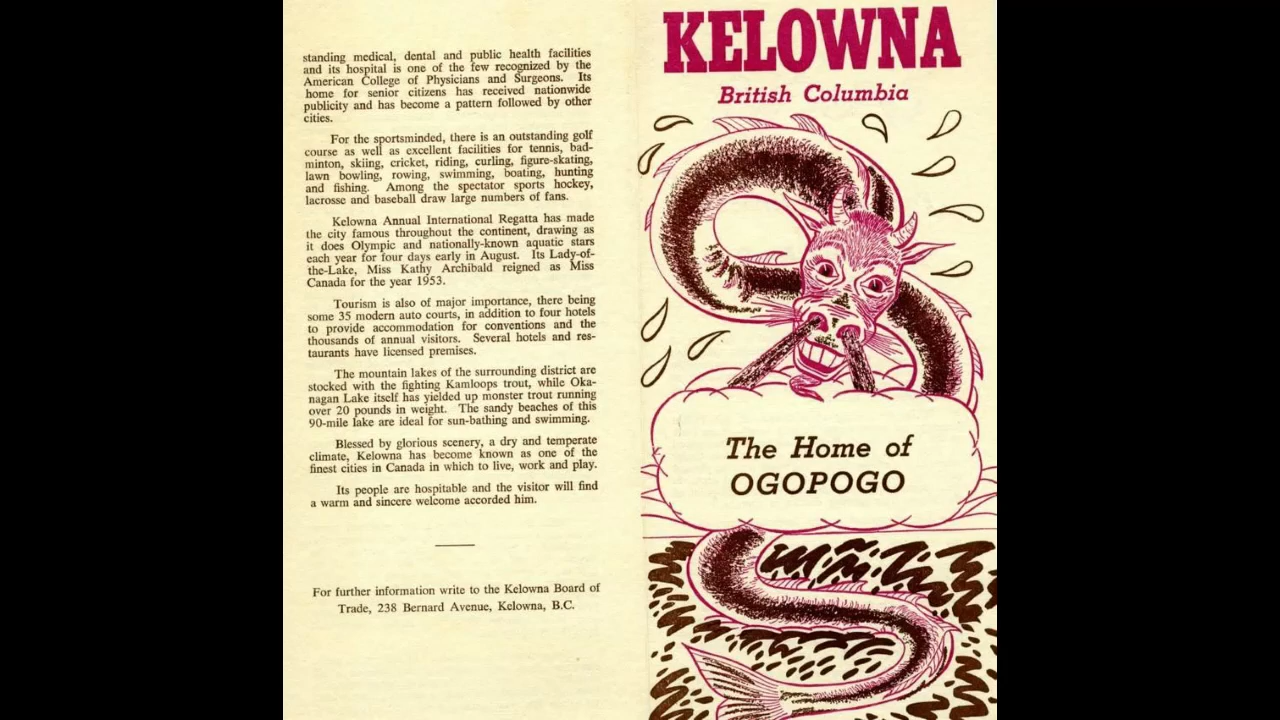 standing medical, dental and public health facilities
and its hospital is one of the few recognized by the
American College of Physicians and Surgeons. Its
home for senior citizens has received nationwide
publicity and has become a pattern followed by other
cities.
For the sportsminded, there is an outstanding golf
course as well as excellent facilities for tennis, bad-
minton, skiing, cricket, riding, curling, figure-skating,
lawn bowling, rowing, swimming, boating, hunting
and fishing. Among the spectator sports hockey,
lacrosse and baseball draw large numbers of fans.
Kelowna Annual International Regatta has made
the city famous throughout the continent, drawing as
it does Olympic and nationally-known aquatic stars
each year for four days early in August. Its Lady-of-
the-Lake, Miss Kathy Archibald reigned as Miss
Canada for the year 1953.
Tourism is also of major importance, there being
some 35 modern auto courts, in addition to four hotels
to provide accommodation for conventions and the
thousands of annual visitors. Several hotels and res-
taurants have licensed premises.
The mountain lakes of the surrounding district are
stocked with the fighting Kamloops trout, while Oka-
nagan Lake itself has yielded up monster trout running
over 20 pounds in weight. The sandy beaches of this
90-mile lake are ideal for sun-bathing and swimming.
Blessed by glorious scenery, a dry and temperate
climate, Kelowna has become known as one of the
finest cities in Canada in which to live, work and play.
Its people are hospitable and the visitor will find
a warm and sincere welcome accorded him.
For further information write to the Kelowna Board of
Trade, 238 Bernard Avenue, Kelowna, B.C.
KELOWNA
British Columbia
The Home of
OGOPOGO